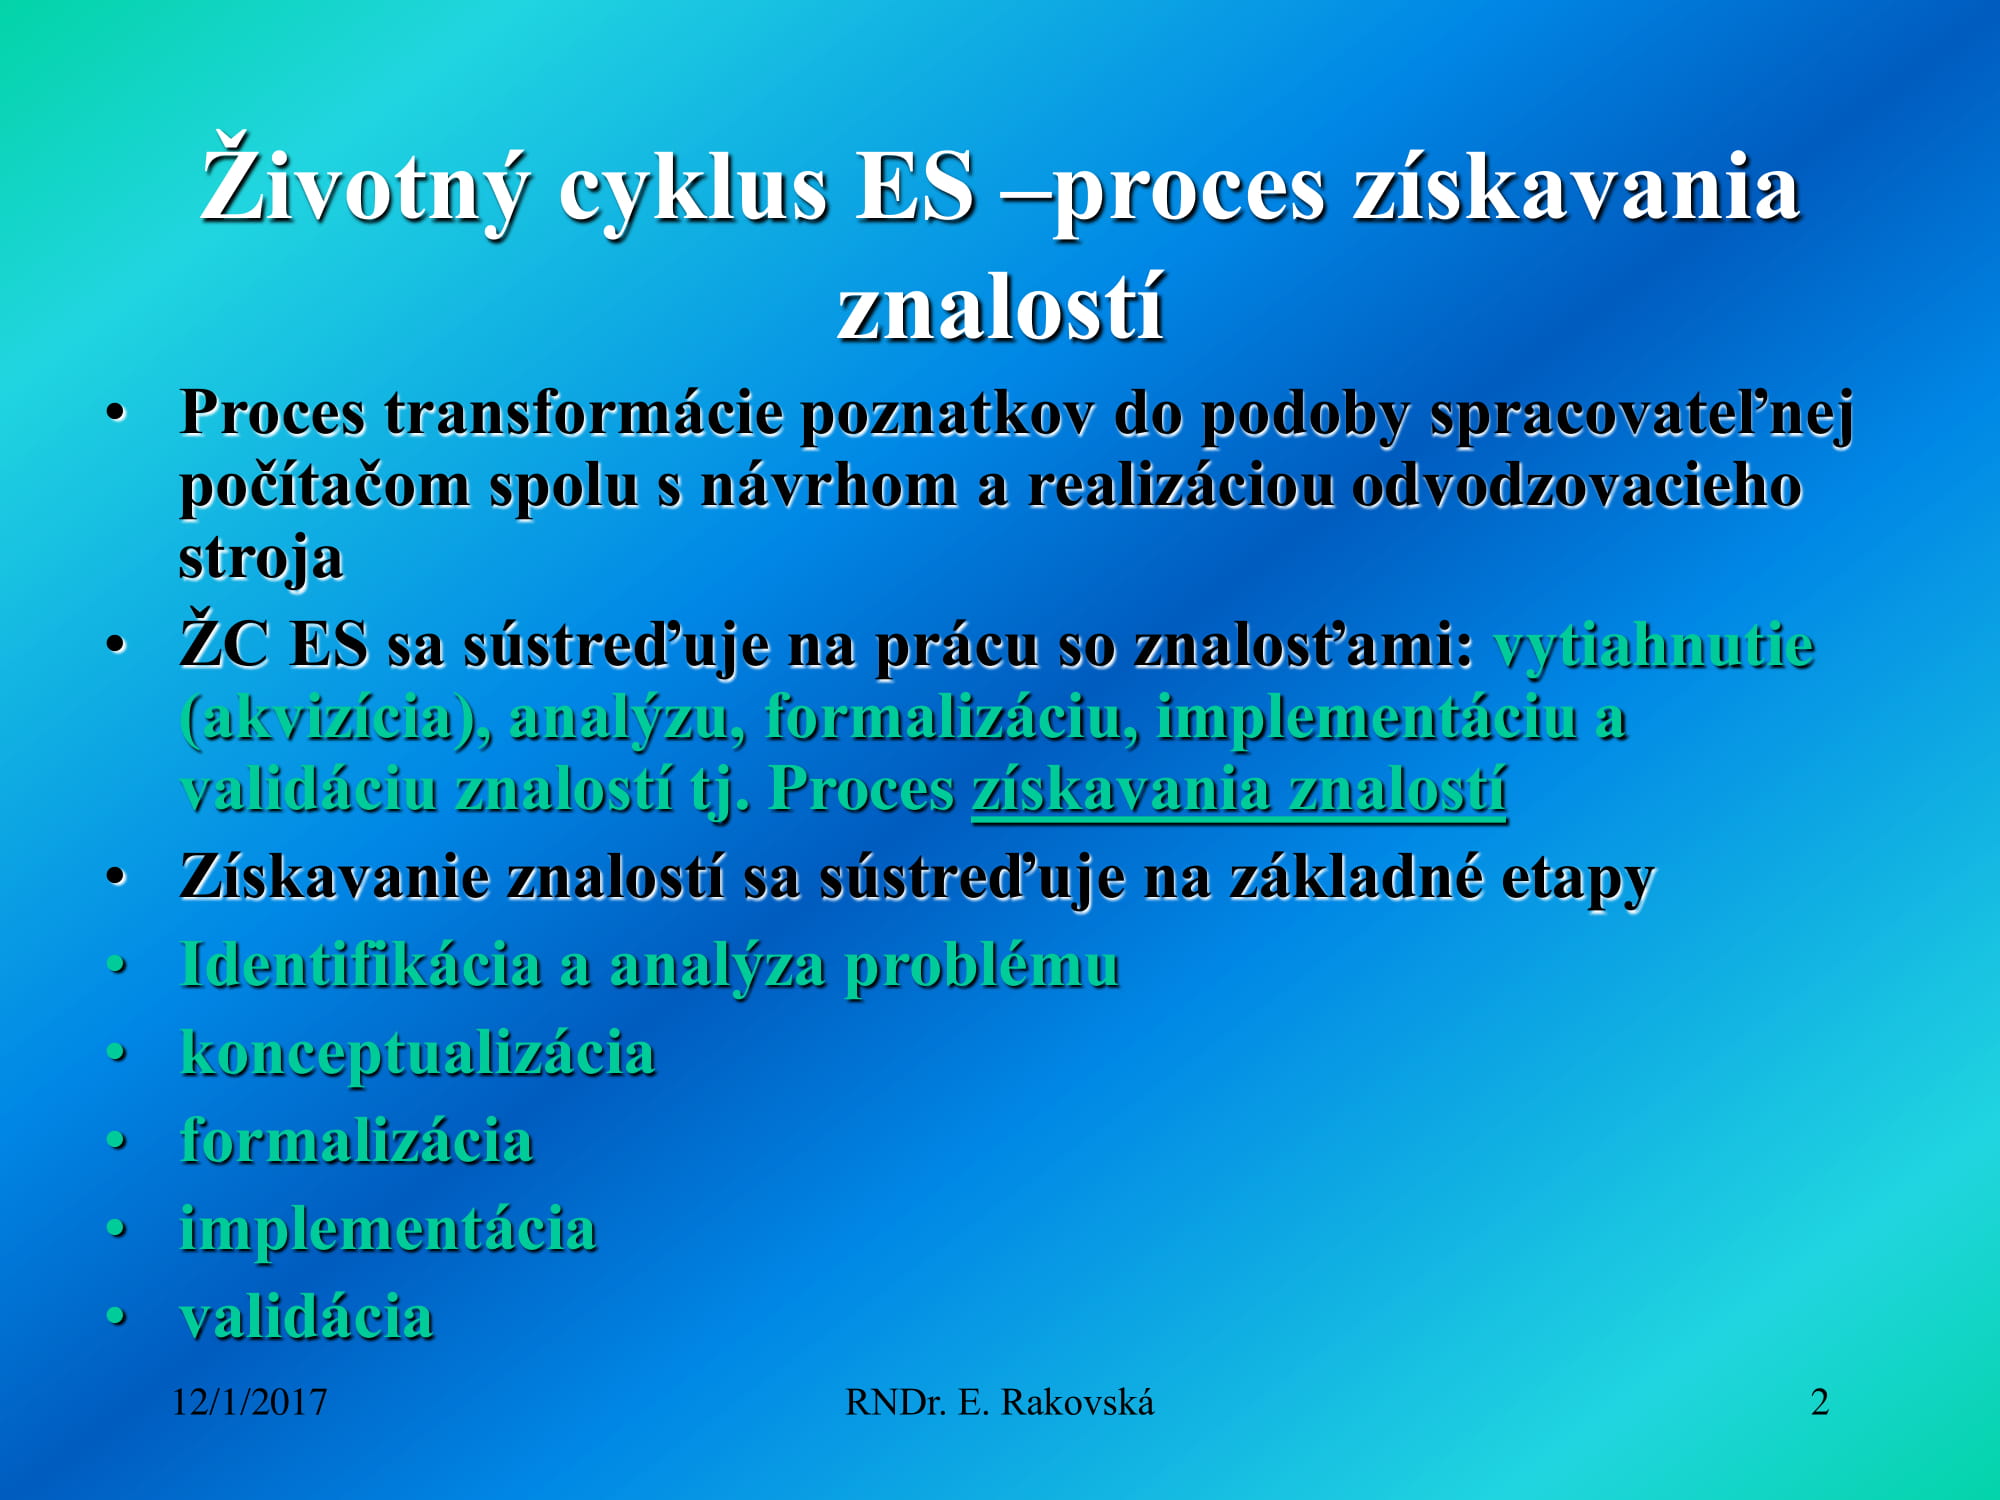 Životný cyklus ES –proces získavania
znalostí
• Proces transformácie poznatkov do podoby spracovateľnej
počítačom spolu s návrhom a realizáciou odvodzovacieho
stroja
• ŽC ES sa sústreďuje na prácu so znalosťami: vytiahnutie
(akvizícia), analýzu, formalizáciu, implementáciu a
validáciu znalostí tj. Proces získavania znalostí
• Získavanie znalostí sa sústreďuje na základné etapy
• Identifikácia a analýza problému
• konceptualizácia
• formalizácia
• implementácia
• validácia
12/1/2017 RNDr. E. Rakovská 2